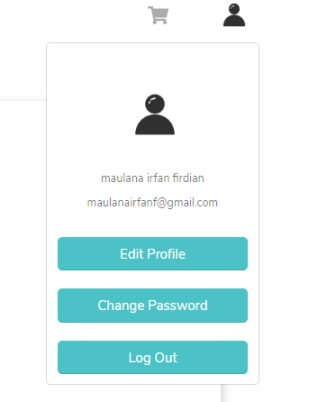 maulana irfan firdian
maulanairfanf@gmail.com
Edit Profile
Change Password
Log Out